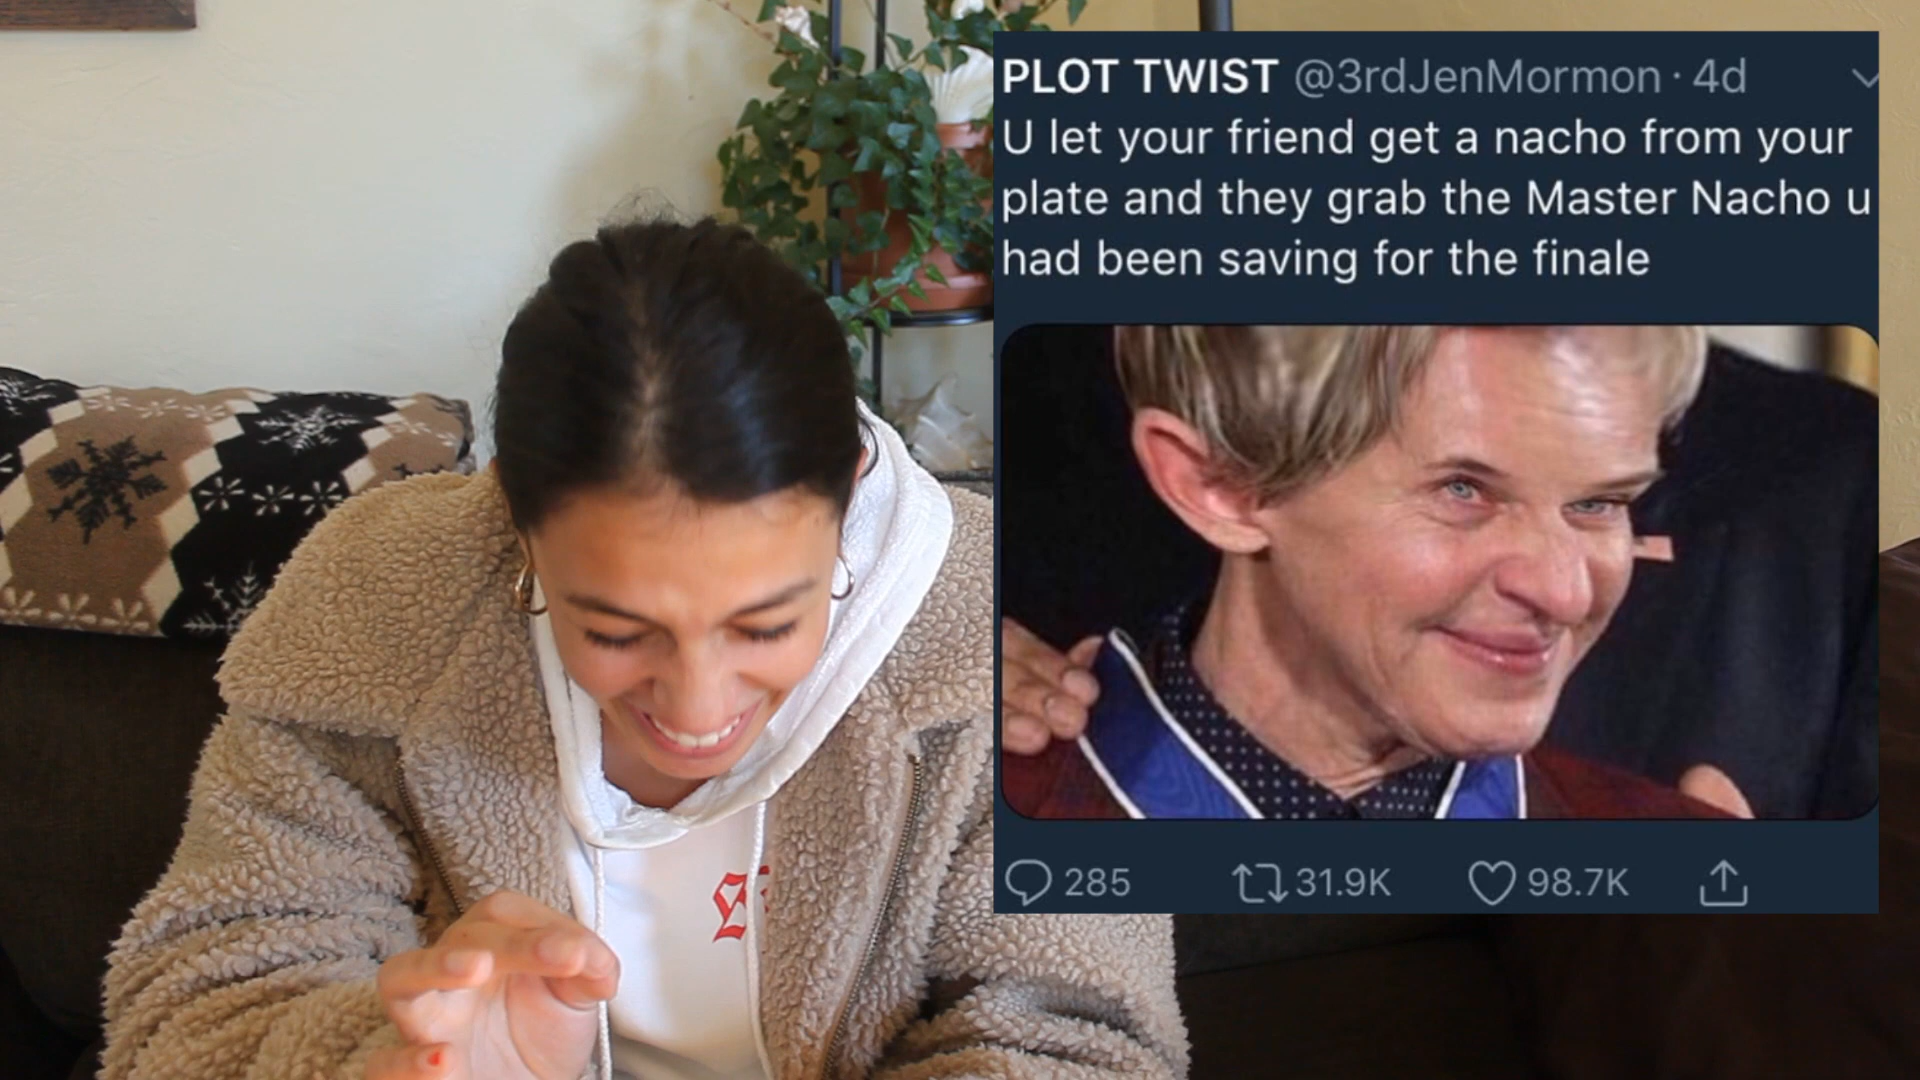 PLOT TWIST @3rdJenMormon · 4d
U let your friend get a nacho from your
plate and they grab the Master Nacho u
had been saving for the finale
285 31.9K 98.7K